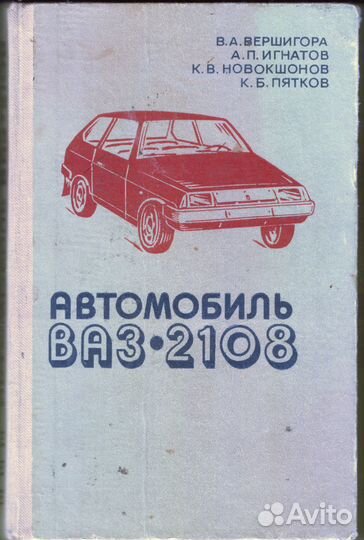 В. А. ВЕРШИГОРА
А. П. ИГНАТОВ
К. В. НОВОКШОНОВ
К. Б. ПЯТКОВ
АВТОМОБИЛЬ
ВАЗ • 2108
Avito